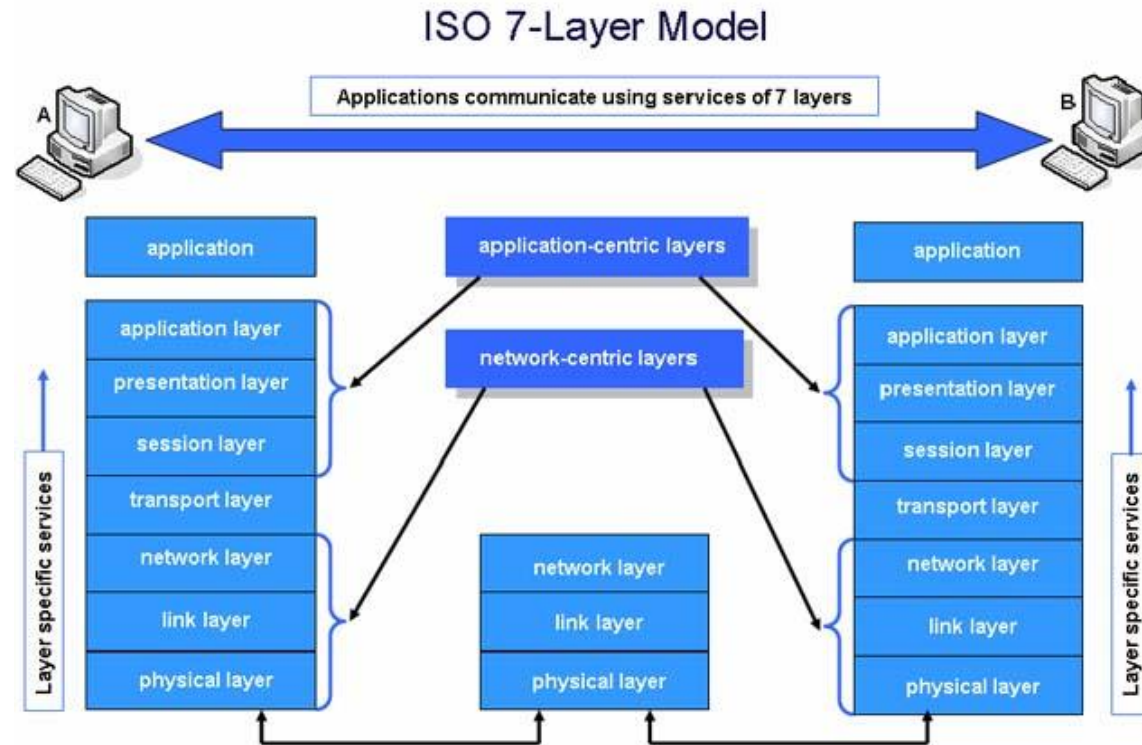 ISO 7-Layer Model
Applications communicate using services of 7 layers
A
B
application
application-centric layers
application
network-centric layers
application layer
presentation layer
session layer
transport layer
network layer
link layer
physical layer
network layer
link layer
physical layer
application layer
presentation layer
session layer
transport layer
network layer
link layer
physical layer
Layer specific services
Layer specific services